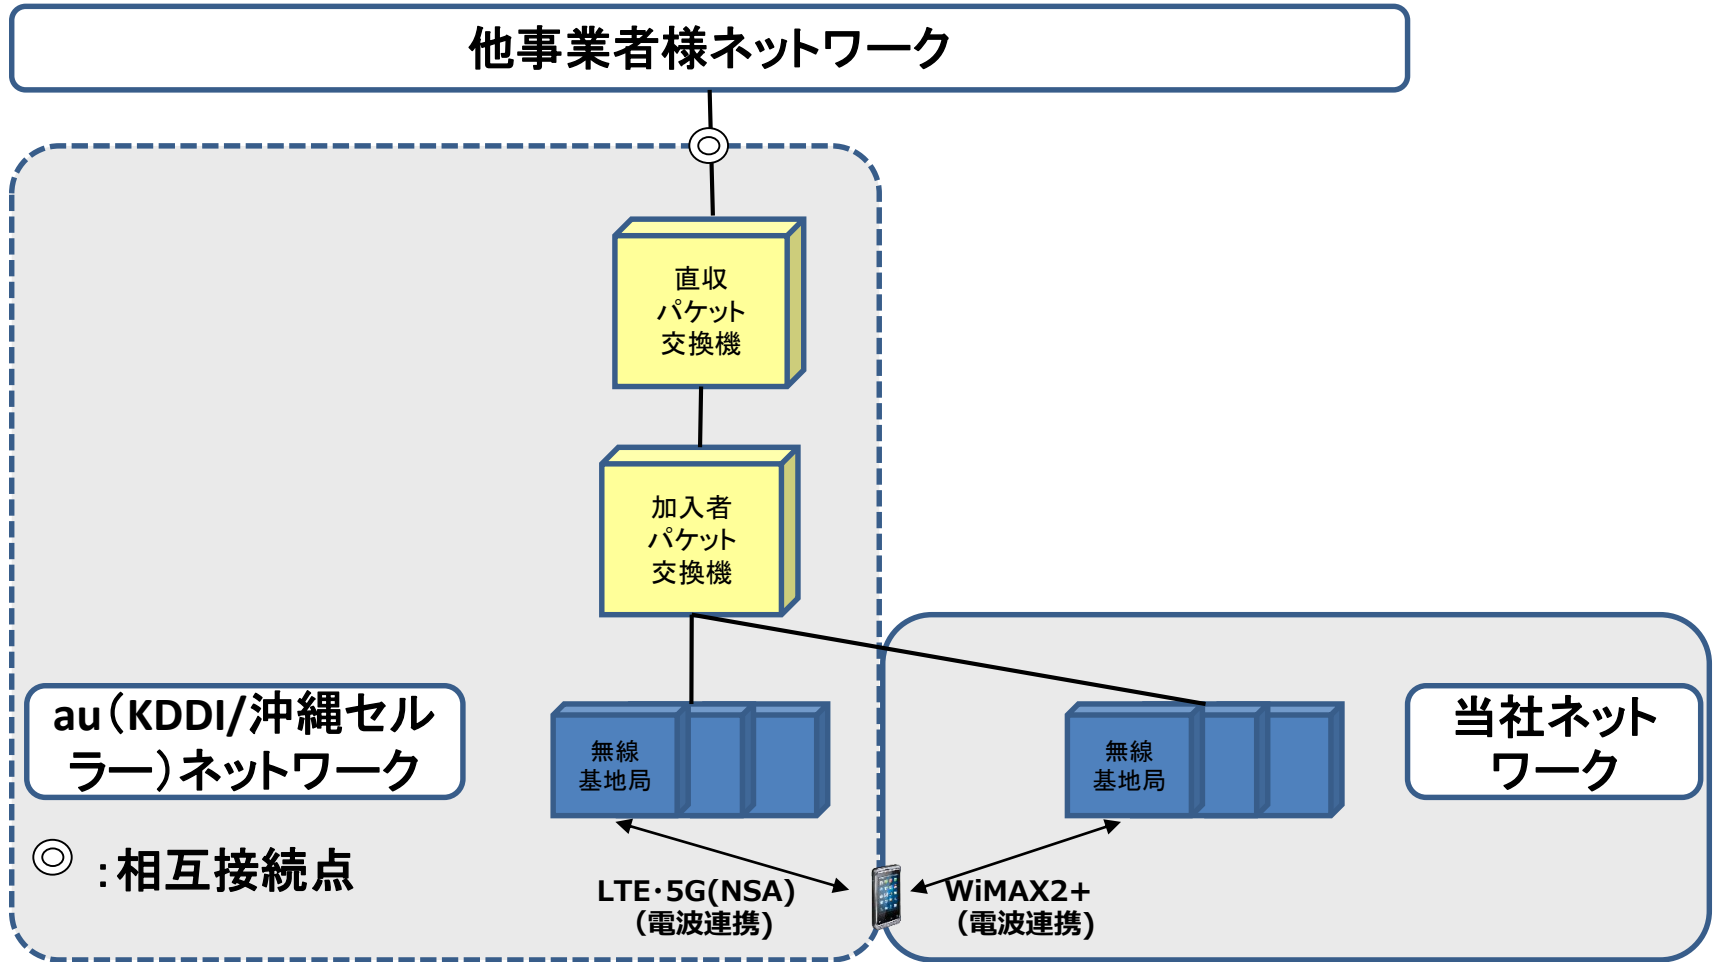 他事業者様ネットワーク
直収
パケット
交換機
加入者
パケット
交換機
au（KDDI/沖縄セル
ラー）ネットワーク
無線
基地局
無線
基地局
当社ネット
ワーク
：相互接続点
LTE・5G(NSA)
（電波連携)
WiMAX2+
（電波連携)